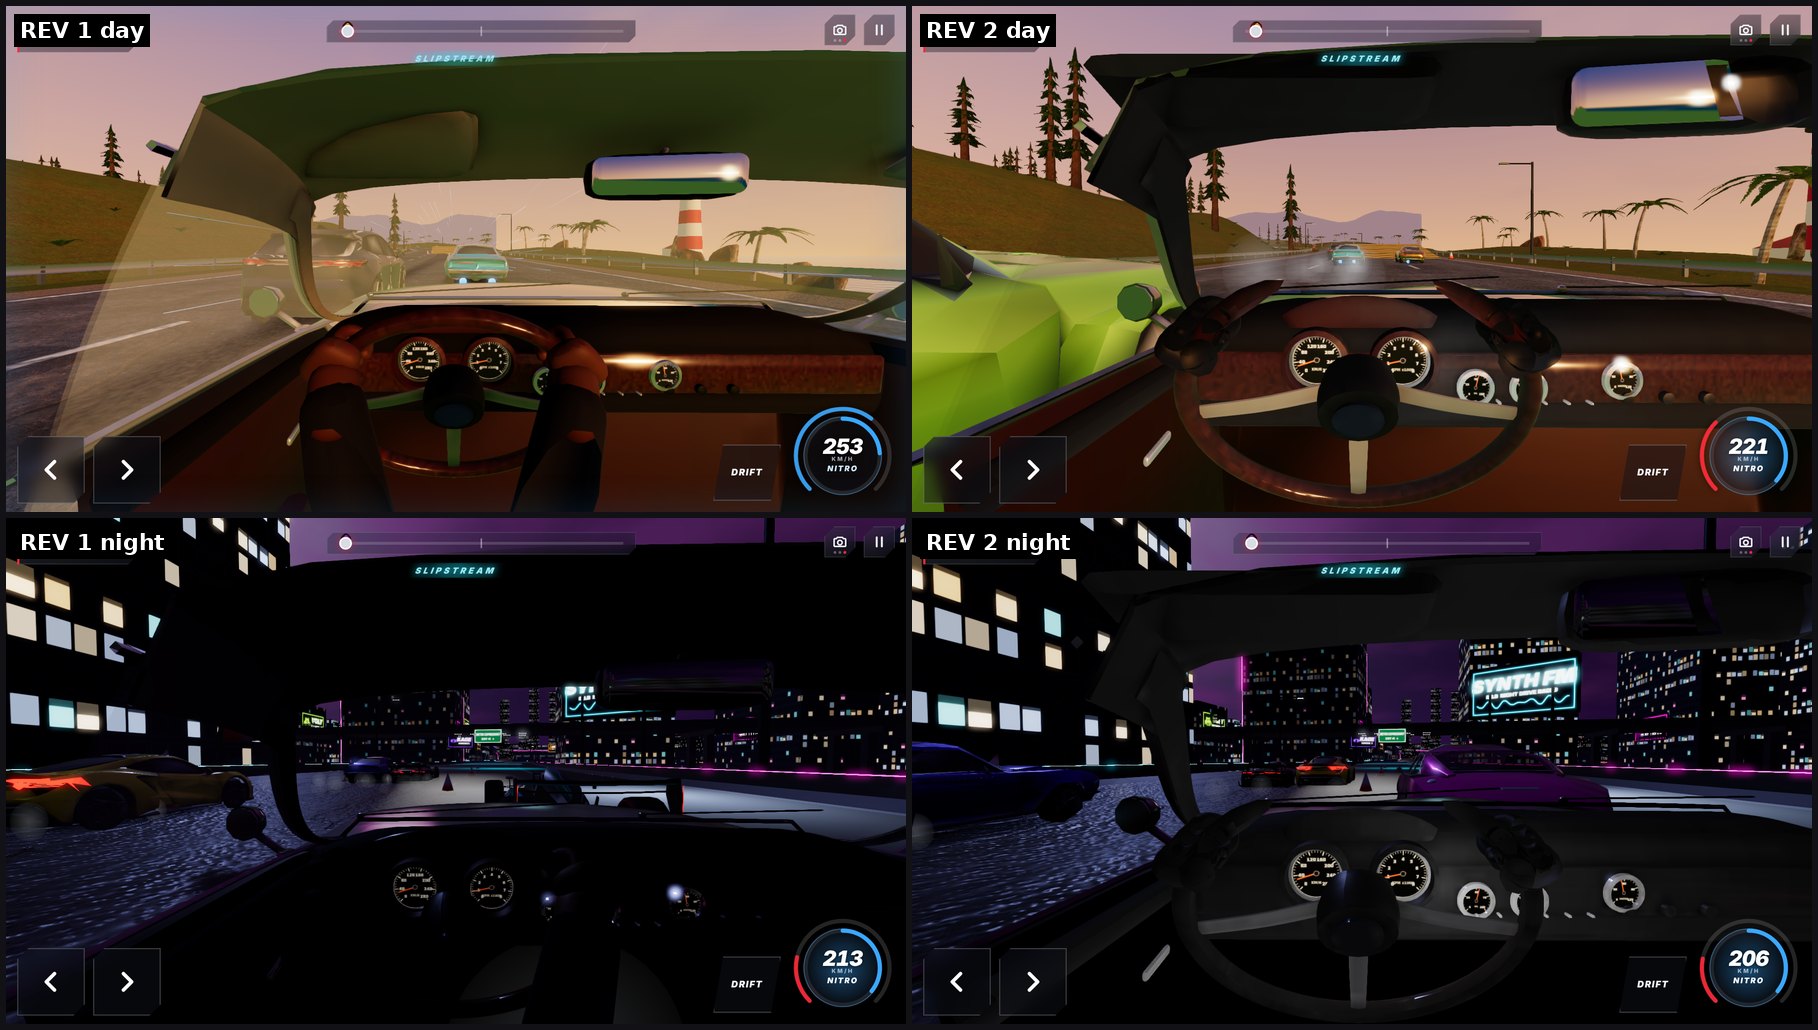 REV 1 day
SLIPSTREAM
253
KM/H
NITRO
DRIFT
REV 2 day
SLIPSTREAM
221
KM/H
NITRO
DRIFT
REV 1 night
SLIPSTREAM
213
KM/H
NITRO
DRIFT
REV 2 night
SLIPSTREAM
SYNTH FM
206
KM/H
NITRO
DRIFT